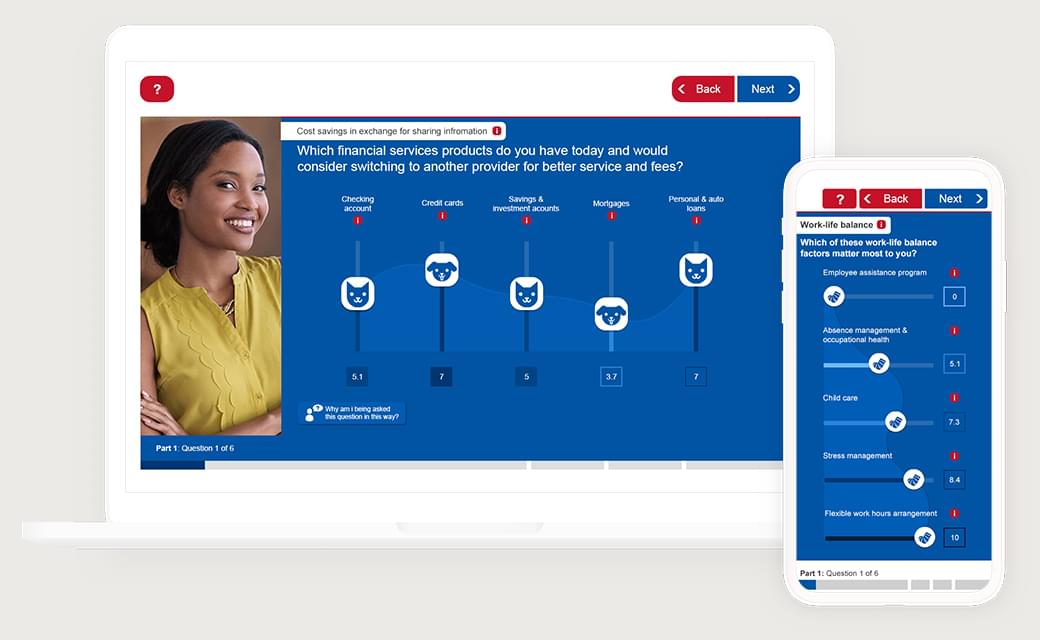 ?
Back
Next
Cost savings in exchange for sharing infromation i
Which financial services products do you have today and would
consider switching to another provider for better service and fees?
Checking
account
i
Credit cards
i
Savings &
investment acounts
i
Mortgages
i
Personal & auto
loans
i
5.1
7
5
3.7
7
?
Why am i being asked
this question in this way?
Part 1: Question 1 of 6
?
Back
Next
Work-life balance i
Which of these work-life balance
factors matter most to you?
Employee assistance program i
0
Absence management &
occupational health
i
5.1
Child care i
7.3
Stress management i
8.4
Flexible work hours arrangement i
10
Part 1: Question 1 of 6